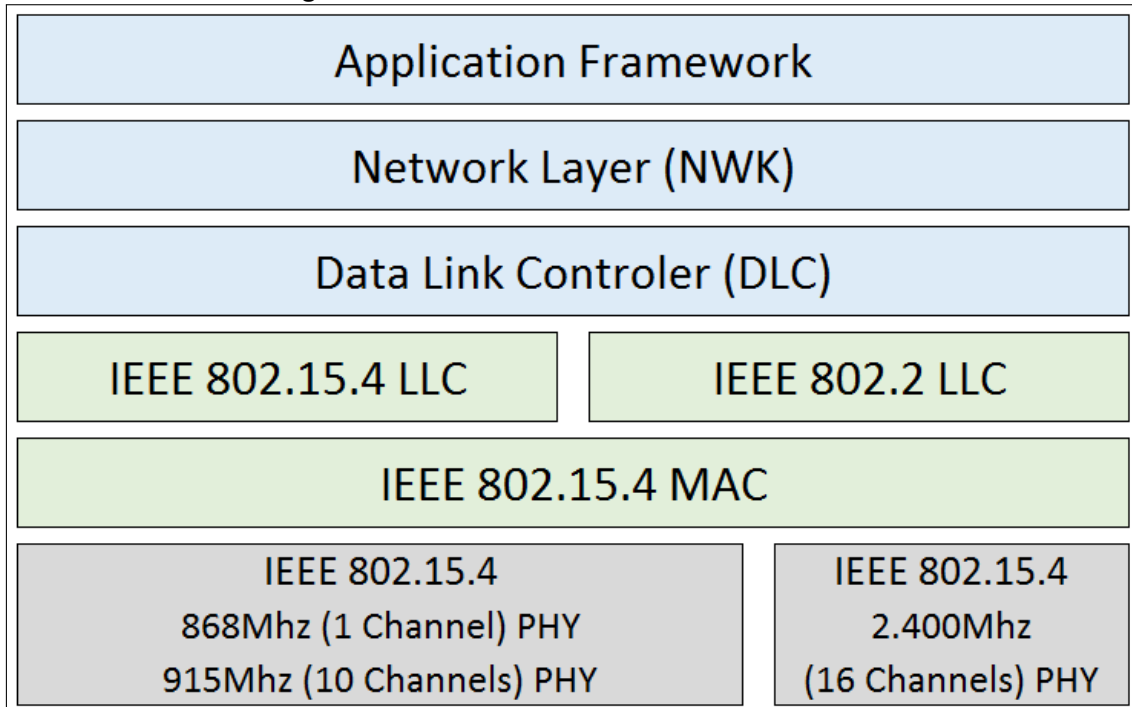 Application Framework
Network Layer (NWK)
Data Link Controler (DLC)
IEEE 802.15.4 LLC
IEEE 802.2 LLC
IEEE 802.15.4 MAC
IEEE 802.15.4
868Mhz (1 Channel) PHY
915Mhz (10 Channels) PHY
IEEE 802.15.4
2.400Mhz
(16 Channels) PHY